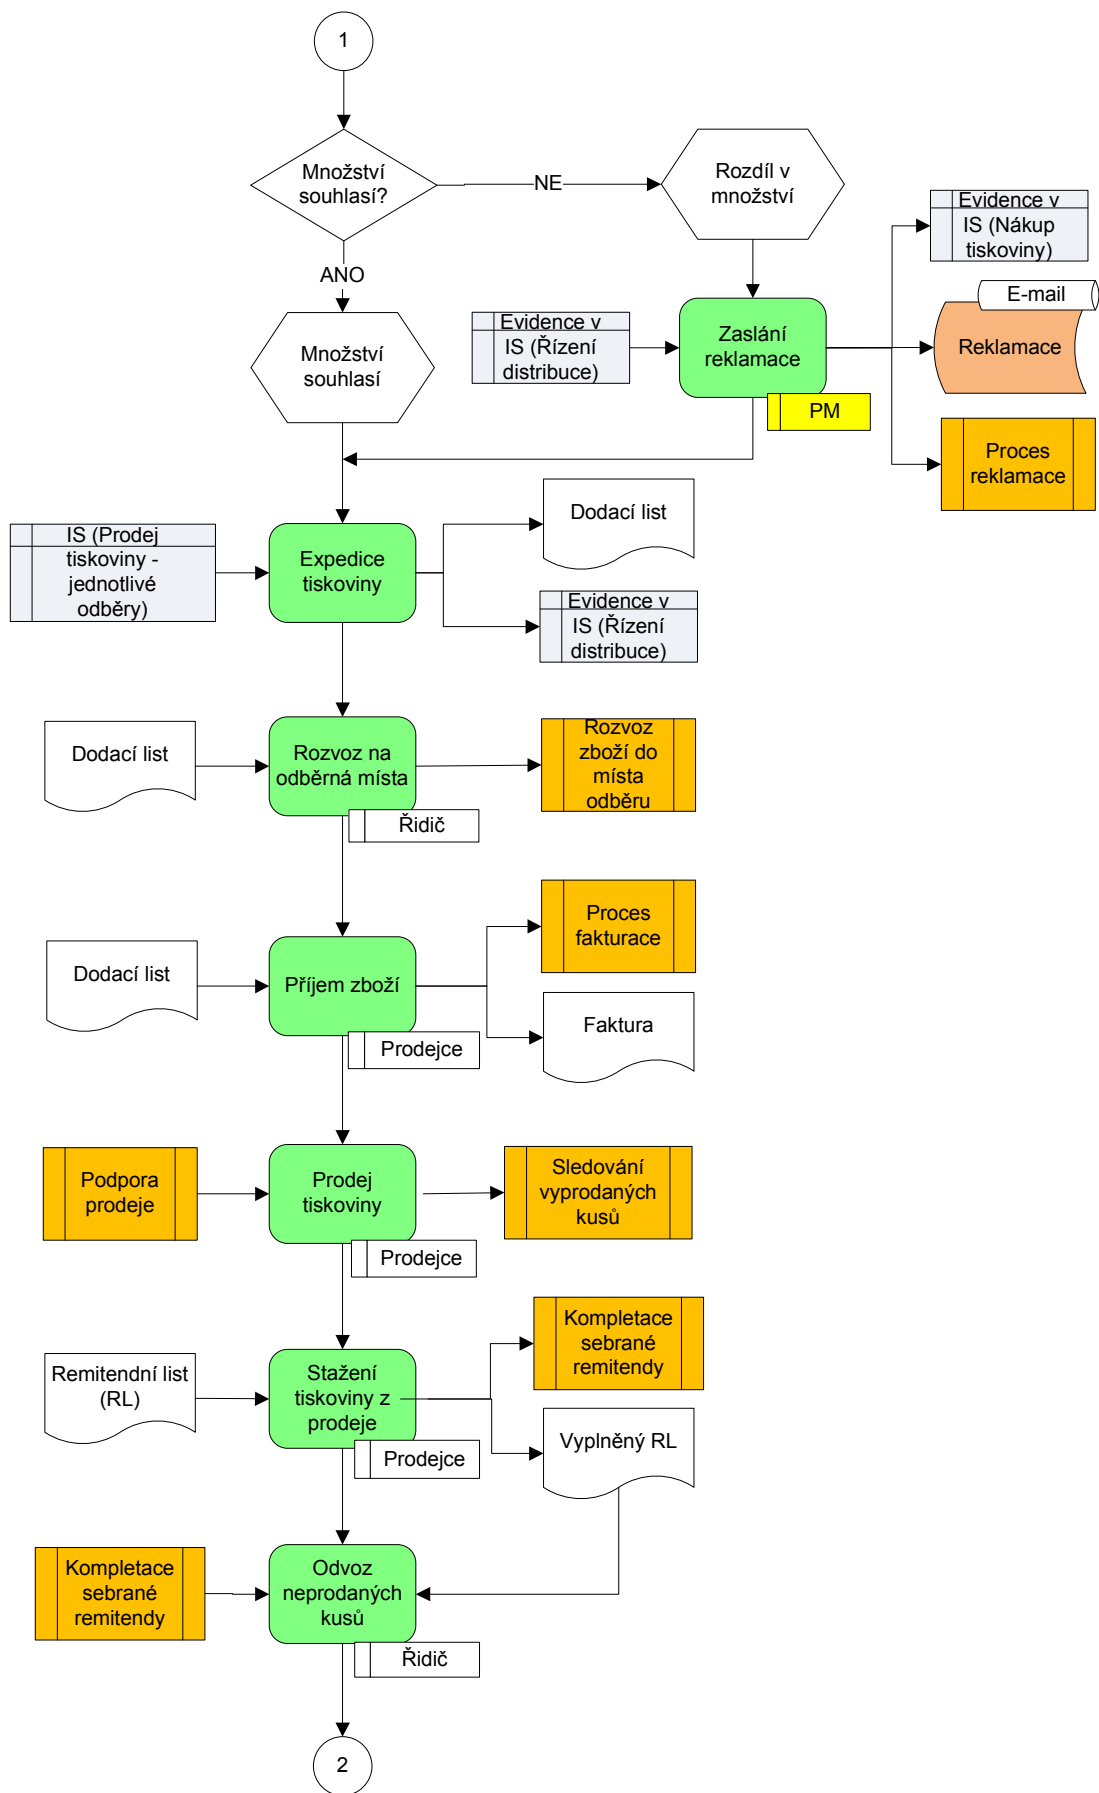 1
Množství
souhlasí?
NE
Rozdíl v
množství
Evidence v
IS (Nákup
tiskoviny)
ANO
E-mail
Reklamace
Množství
souhlasí
Evidence v
IS (Řízení
distribuce)
Zaslání
reklamace
PM
Proces
reklamace
IS (Prodej
tiskoviny -
jednotlivé
odběry)
Expedice
tiskoviny
Dodací list
Evidence v
IS (Řízení
distribuce)
Dodací list
Rozvoz na
odběrná místa
Řidič
Rozvoz
zboží do
místa
odběru
Dodací list
Příjem zboží
Prodejce
Proces
fakturace
Faktura
Podpora
prodeje
Prodej
tiskoviny
Prodejce
Sledování
vyprodaných
kusů
Remitendní list
(RL)
Stažení
tiskoviny z
prodeje
Prodejce
Kompletace
sebrané
remitendy
Vyplněný RL
Kompletace
sebrané
remitendy
Odvoz
neprodaných
kusů
Řidič
2